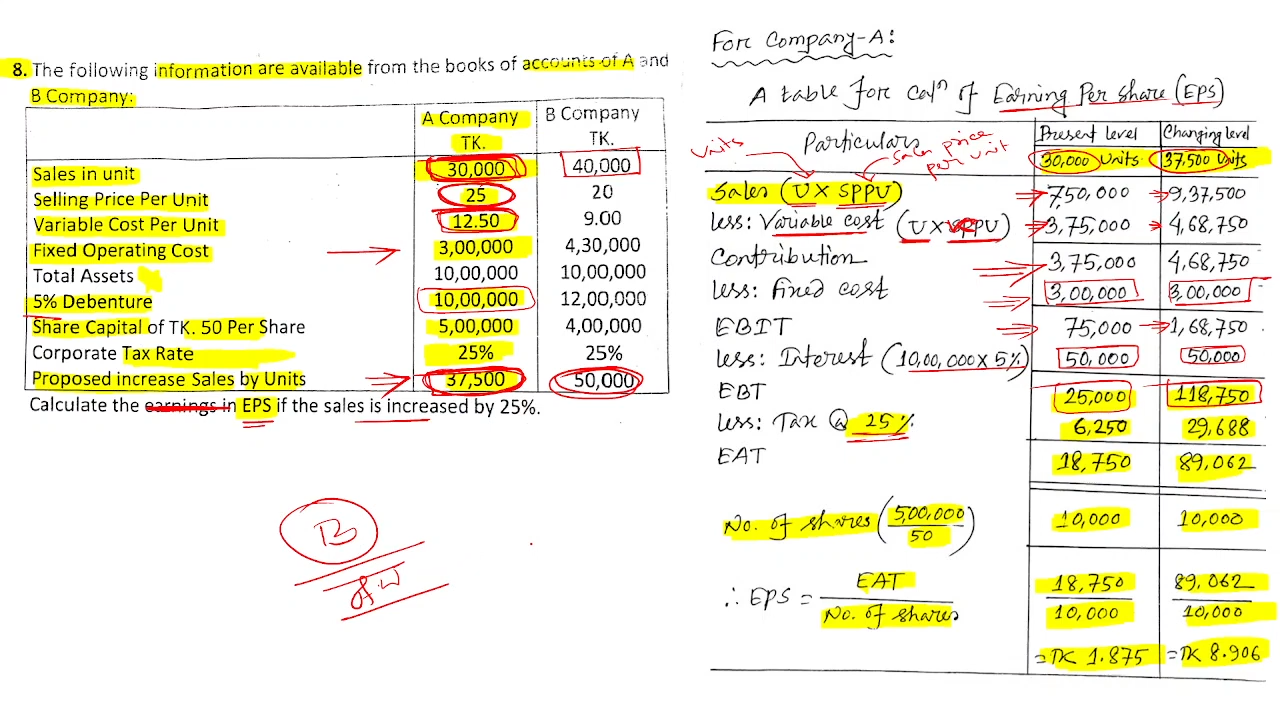 8. The following information are available from the books of accounts of A and
B Company:
A Company B Company
TK. TK.
Sales in unit 30,000 40,000
Selling Price Per Unit 25 20
Variable Cost Per Unit 12.50 9.00
Fixed Operating Cost 3,00,000 4,30,000
Total Assets 10,00,000 10,00,000
5% Debenture 10,00,000 12,00,000
Share Capital of TK. 50 Per Share 5,00,000 4,00,000
Corporate Tax Rate 25% 25%
Proposed increase Sales by Units 37,500 50,000
Calculate the earnings in EPS if the sales is increased by 25%.
B
For Company-A:
A table for Calⁿ of Earning Per share (EPS)
Particulars Present Level Changing level
units sales price per unit
30,000 Units 37,500 Units
Sales (U X SPPU) 7,50,000 9,37,500
less: Variable cost (U X VCPU) 3,75,000 4,68,750
Contribution 3,75,000 4,68,750
less: Fixed cost 3,00,000 3,00,000
EBIT 75,000 1,68,750
less: Interest (10,00,000 X 5%) 50,000 50,000
EBT 25,000 118,750
less: Tax @ 25% 6,250 29,688
EAT 18,750 89,062
No. of shares (5,00,000/50) 10,000 10,000
∴ EPS = EAT/No. of shares 18,750/10,000 89,062/10,000
= TK 1.875 = TK 8.906